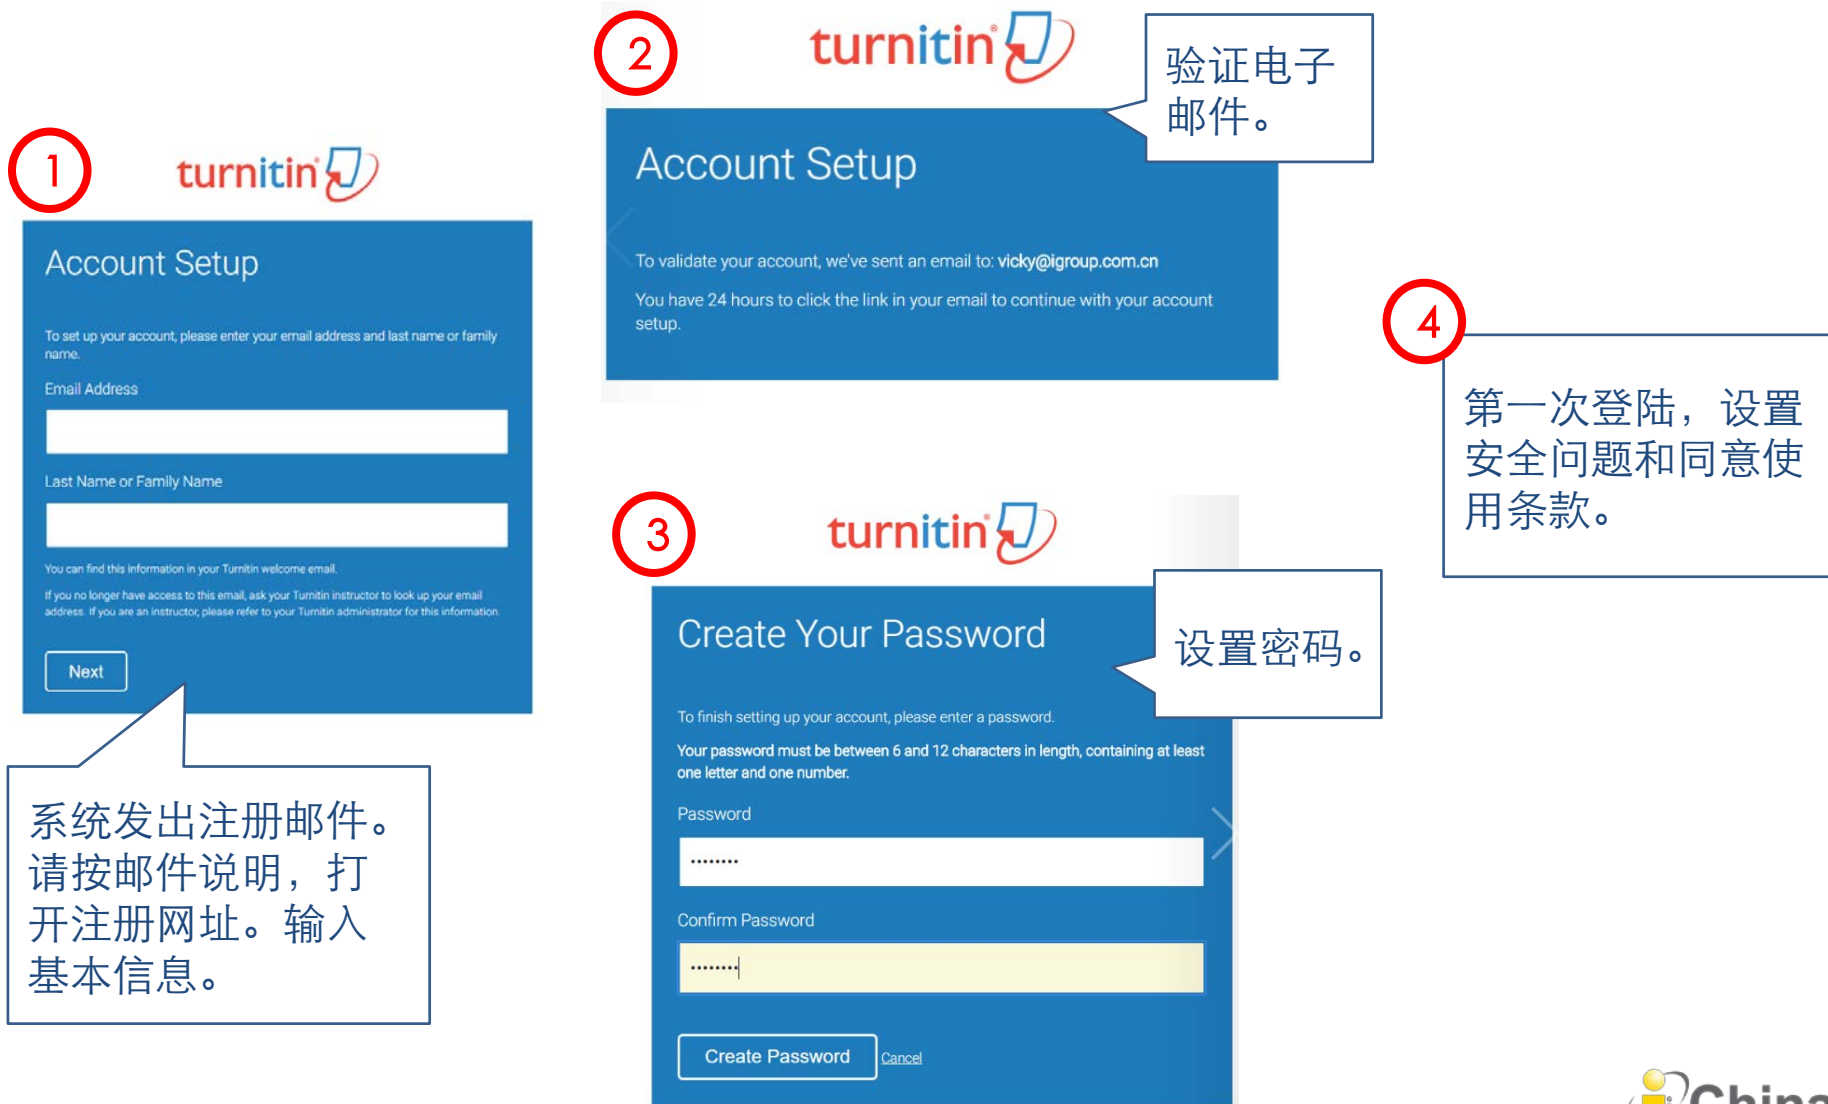 1
turnitin
Account Setup
To set up your account, please enter your email address and last name or family
name.
Email Address
Last Name or Family Name
You can find this information in your Turnitin welcome email.
If you no longer have access to this email, ask your Turnitin instructor to look up your email
address. If you are an instructor, please refer to your Turnitin administrator for this information.
Next
系统发出注册邮件。
请按邮件说明，打
开注册网址。输入
基本信息。
2
turnitin®
验证电子
邮件。
Account Setup
To validate your account, we've sent an email to: vicky@igroup.com.cn
You have 24 hours to click the link in your email to continue with your account
setup.
3
turnitin®
设置密码。
Create Your Password
To finish setting up your account, please enter a password.
Your password must be between 6 and 12 characters in length, containing at least
one letter and one number.
Password
••••••••
Confirm Password
••••••••
Create Password Cancel
4
第一次登陆，设置
安全问题和同意使
用条款。